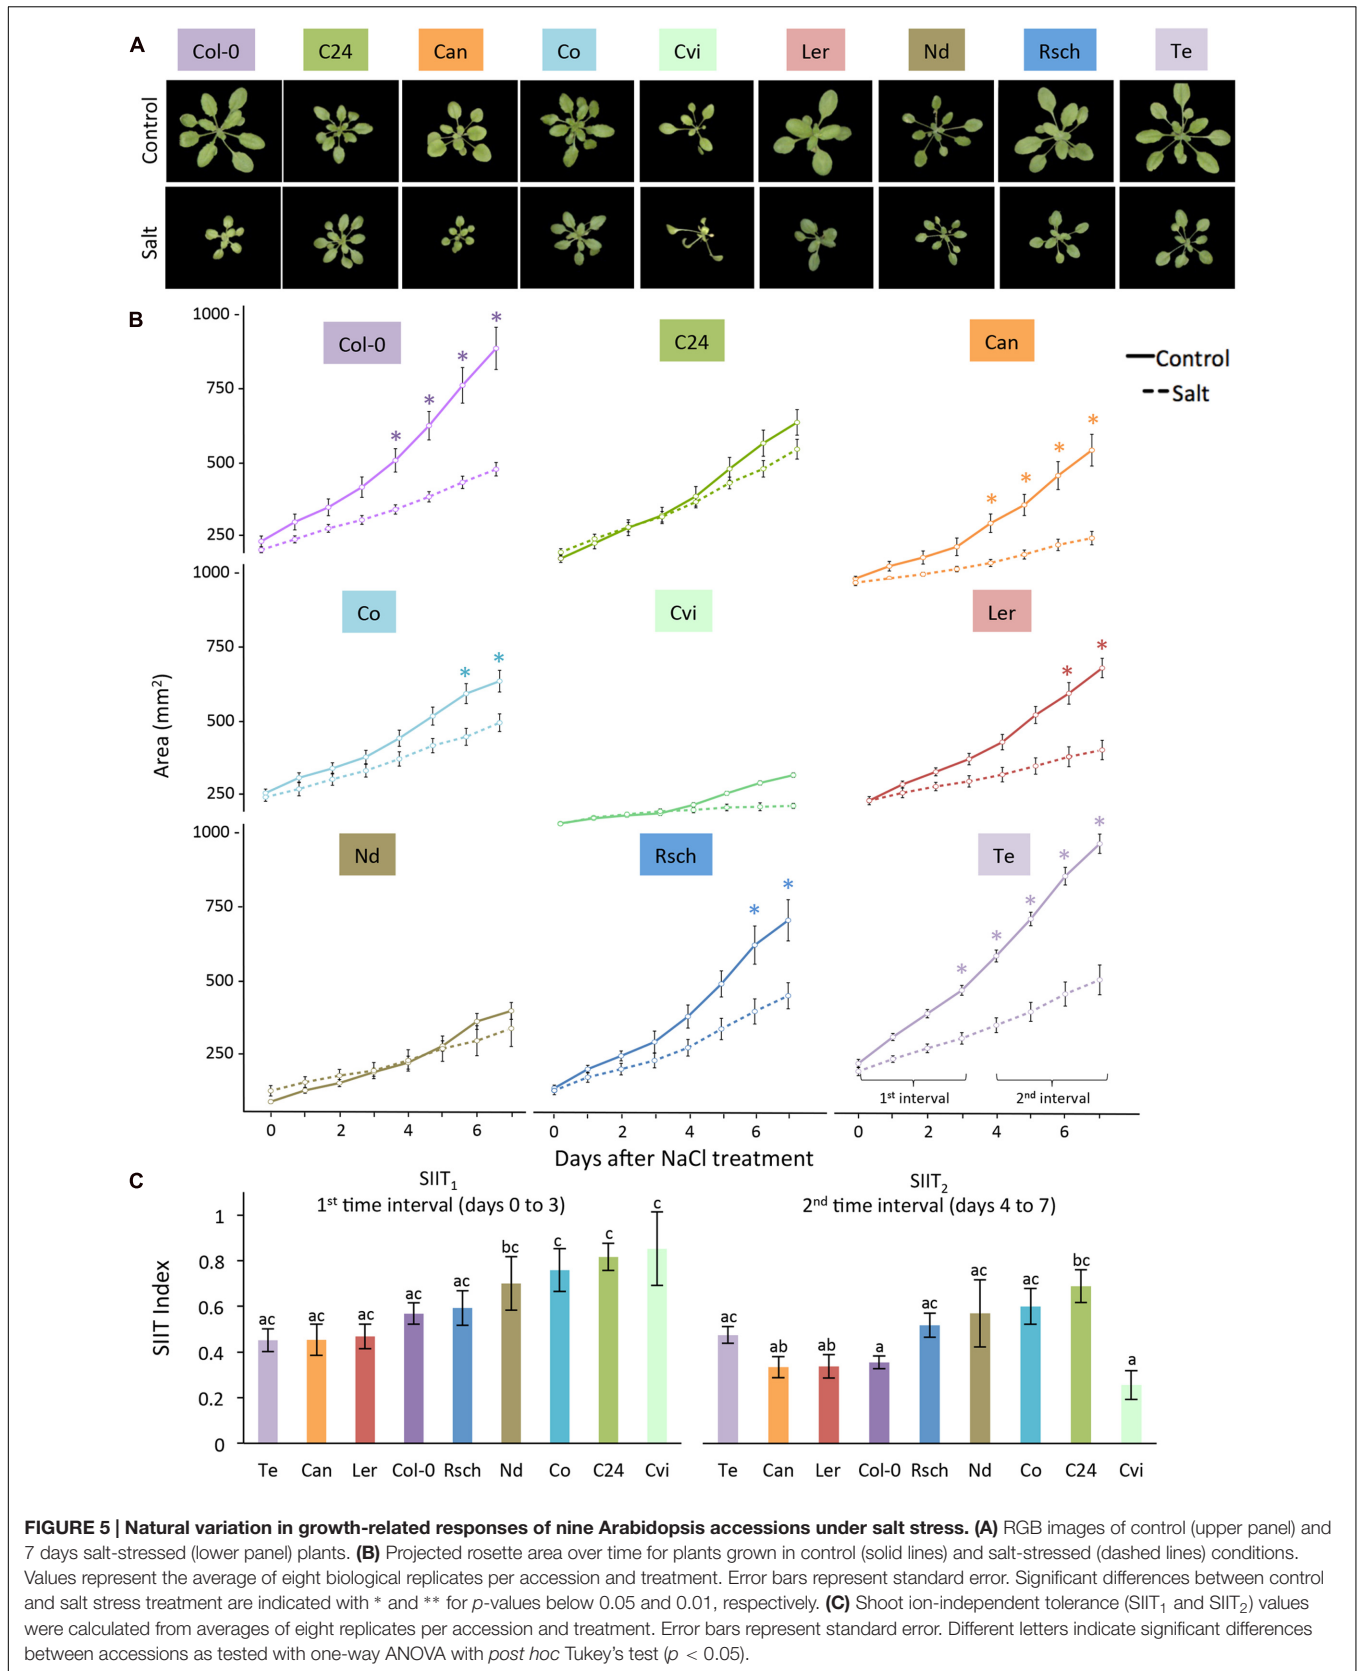 A
Col-0 C24 Can Co Cvi Ler Nd Rsch Te
Control
Salt
B
1000
Col-0 C24 Can
Control
Salt
750
500
250
1000
Co Cvi Ler
750
500
250
Area (mm²)
1000
Nd Rsch Te
750
500
250
1st interval 2nd interval
0 2 4 6 0 2 4 6 0 2 4 6
Days after NaCl treatment
C
SIIT₁ SIIT₂
1st time interval (days 0 to 3) 2nd time interval (days 4 to 7)
SIIT Index
1
0.8
0.6
0.4
0.2
0
ac ac ac ac ac bc c c c
ac ab ab a ac ac ac bc a
Te Can Ler Col-0 Rsch Nd Co C24 Cvi Te Can Ler Col-0 Rsch Nd Co C24 Cvi
FIGURE 5 | Natural variation in growth-related responses of nine Arabidopsis accessions under salt stress. (A) RGB images of control (upper panel) and
7 days salt-stressed (lower panel) plants. (B) Projected rosette area over time for plants grown in control (solid lines) and salt-stressed (dashed lines) conditions.
Values represent the average of eight biological replicates per accession and treatment. Error bars represent standard error. Significant differences between control
and salt stress treatment are indicated with * and ** for p-values below 0.05 and 0.01, respectively. (C) Shoot ion-independent tolerance (SIIT₁ and SIIT₂) values
were calculated from averages of eight replicates per accession and treatment. Error bars represent standard error. Different letters indicate significant differences
between accessions as tested with one-way ANOVA with post hoc Tukey's test (p < 0.05).